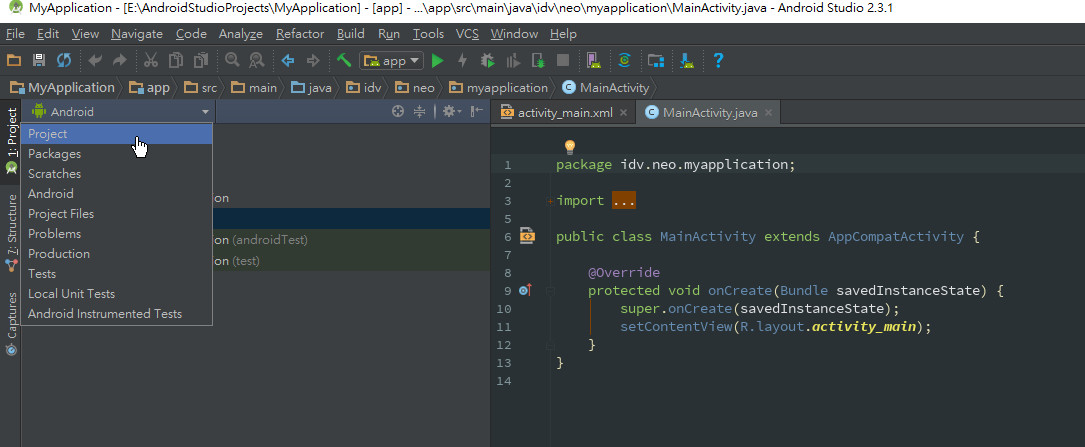 MyApplication - [E:\AndroidStudioProjects\MyApplication] - [app] - ...\app\src\main\java\idv\neo\myapplication\MainActivity.java - Android Studio 2.3.1
File Edit View Navigate Code Analyze Refactor Build Run Tools VCS Window Help
app
MyApplication app src main java idv neo myapplication MainActivity
1: Project
7: Structure
Captures
Android
Project
Packages
Scratches
Android
Project Files
Problems
Production
Tests
Local Unit Tests
Android Instrumented Tests
on
on (androidTest)
on (test)
activity_main.xml MainActivity.java
1 package idv.neo.myapplication;
2
3 import ...
5
6 public class MainActivity extends AppCompatActivity {
7
8 @Override
9 protected void onCreate(Bundle savedInstanceState) {
10 super.onCreate(savedInstanceState);
11 setContentView(R.layout.activity_main);
12 }
13 }
14